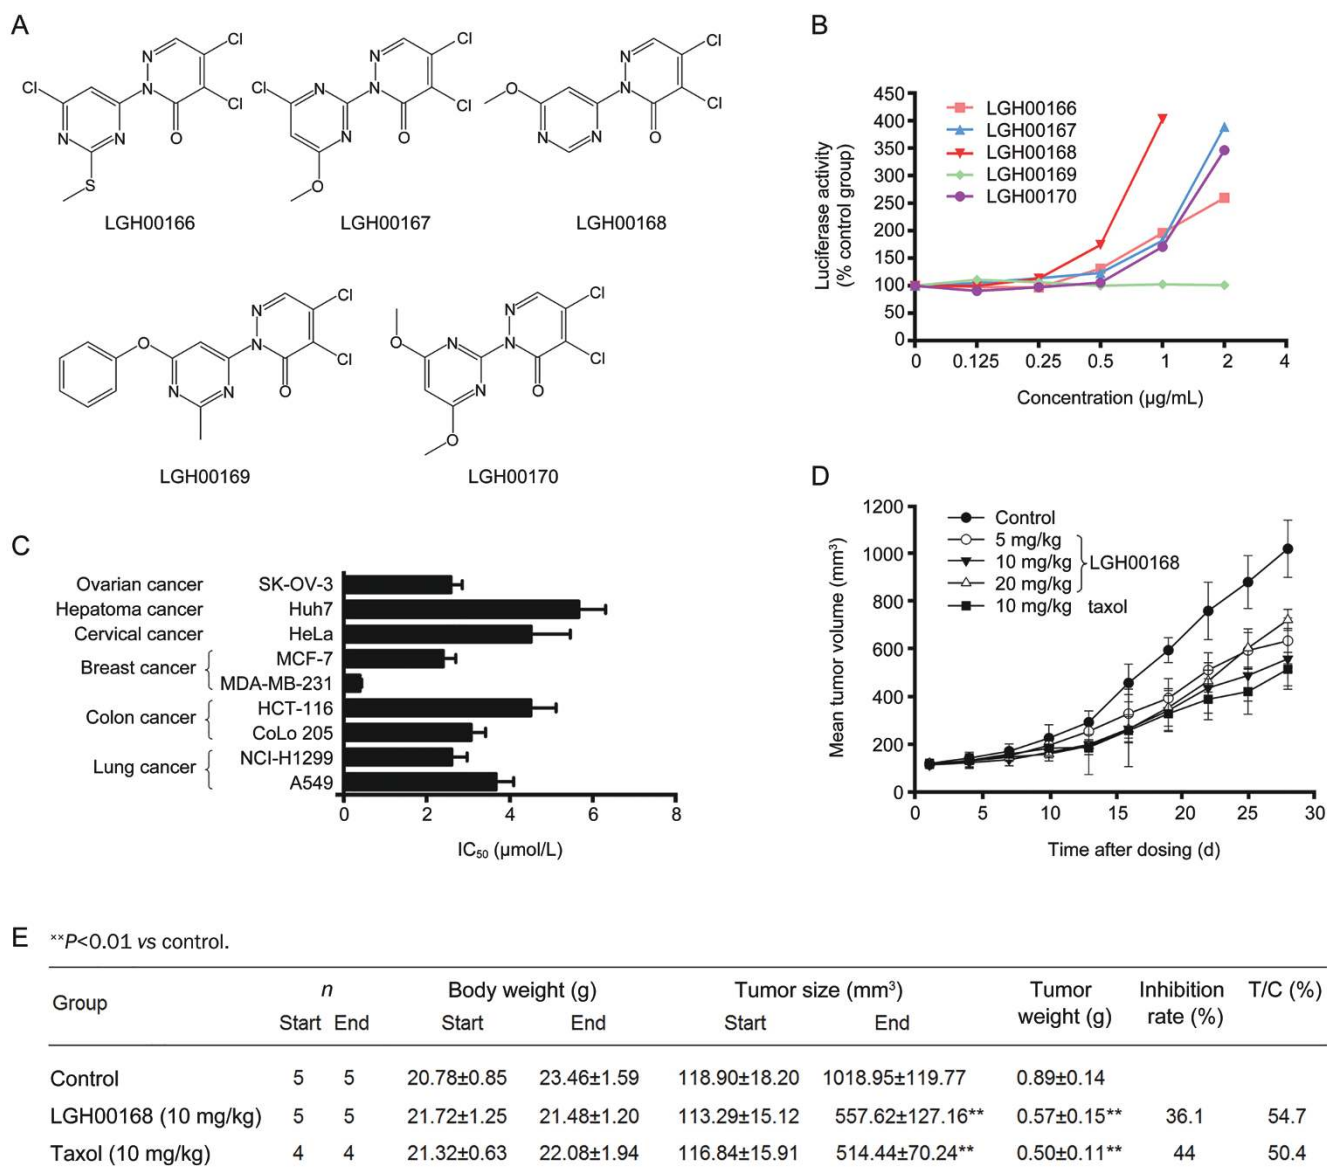 A
Cl
N
N
Cl
Cl
N
N
O
S
LGH00166
Cl
N
Cl
N
N
Cl
N
O
O
LGH00167
Cl
N
O
N
Cl
N
N
O
LGH00168
Cl
N
O
N
Cl
N
N
O
LGH00169
Cl
N
O
N
N
Cl
N
O
O
LGH00170
B
Luciferase activity
(% control group)
450
400
350
300
250
200
150
100
50
0
LGH00166
LGH00167
LGH00168
LGH00169
LGH00170
0 0.125 0.25 0.5 1 2 4
Concentration (µg/mL)
C
Ovarian cancer SK-OV-3
Hepatoma cancer Huh7
Cervical cancer HeLa
Breast cancer MCF-7
MDA-MB-231
Colon cancer HCT-116
CoLo 205
Lung cancer NCI-H1299
A549
0 2 4 6 8
IC₅₀ (µmol/L)
D
Mean tumor volume (mm³)
1200
1000
800
600
400
200
0
Control
5 mg/kg
10 mg/kg LGH00168
20 mg/kg
10 mg/kg taxol
0 5 10 15 20 25 30
Time after dosing (d)
E **P<0.01 vs control.
Group n Body weight (g) Tumor size (mm³) Tumor weight (g) Inhibition rate (%) T/C (%)
Start End Start End Start End
Control 5 5 20.78±0.85 23.46±1.59 118.90±18.20 1018.95±119.77 0.89±0.14
LGH00168 (10 mg/kg) 5 5 21.72±1.25 21.48±1.20 113.29±15.12 557.62±127.16** 0.57±0.15** 36.1 54.7
Taxol (10 mg/kg) 4 4 21.32±0.63 22.08±1.94 116.84±15.91 514.44±70.24** 0.50±0.11** 44 50.4